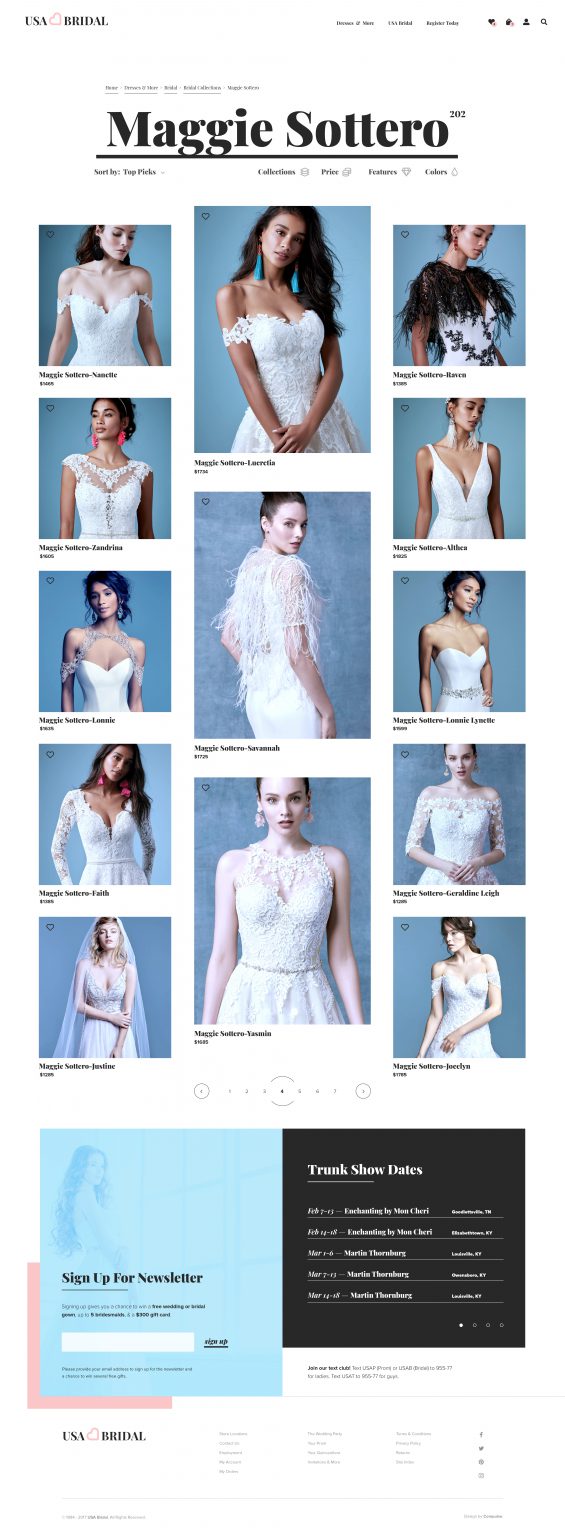 USA BRIDAL
Dresses & More USA Bridal Register Today
Home > Dresses & More > Bridal > Bridal Collections > Maggie Sottero
Maggie Sottero 202
Sort by: Top Picks
Collections Price Features Colors
Maggie Sottero-Nanette
$1465
Maggie Sottero-Lucretia
$1734
Maggie Sottero-Raven
$1385
Maggie Sottero-Zandrina
$1605
Maggie Sottero-Althea
$1825
Maggie Sottero-Lonnie
$1635
Maggie Sottero-Savannah
$1725
Maggie Sottero-Lonnie Lynette
$1599
Maggie Sottero-Faith
$1385
Maggie Sottero-Geraldine Leigh
$1285
Maggie Sottero-Justine
$1285
Maggie Sottero-Yasmin
$1685
Maggie Sottero-Jocelyn
$1785
1 2 3 4 5 6 7
Sign Up For Newsletter
Signing up gives you a chance to win a free wedding or bridal
gown, up to 5 bridesmaids, & a $300 gift card.
sign up
Please provide your email address to sign up for the newsletter and
a chance to win several free gifts.
Trunk Show Dates
Feb 7-15 — Enchanting by Mon Cheri Goodlettsville, TN
Feb 14-18 — Enchanting by Mon Cheri Elizabethtown, KY
Mar 1-6 — Martin Thornburg Louisville, KY
Mar 7-13 — Martin Thornburg Owensboro, KY
Mar 14-18 — Martin Thornburg Louisville, KY
Join our text club! Text USAP (Prom) or USAB (Bridal) to 955-77
for ladies. Text USAT to 955-77 for guys.
USA BRIDAL
Store Locations
Contact Us
Employment
My Account
My Orders
The Wedding Party
Your Prom
Your Quinceañera
Invitations & More
Terms & Conditions
Privacy Policy
Returns
Site Index
© 1984 - 2017 USA Bridal. All Rights Reserved.
Design by Computer.